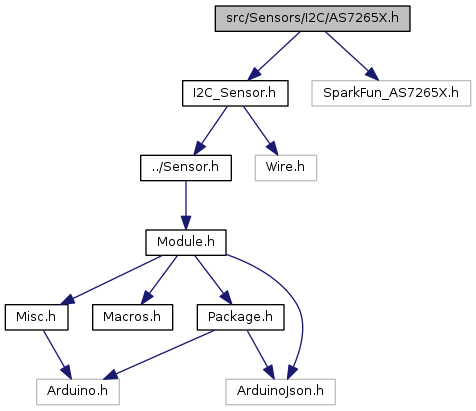 src/Sensors/I2C/AS7265X.h
I2C_Sensor.h
SparkFun_AS7265X.h
../Sensor.h
Wire.h
Module.h
Misc.h
Macros.h
Package.h
Arduino.h
ArduinoJson.h